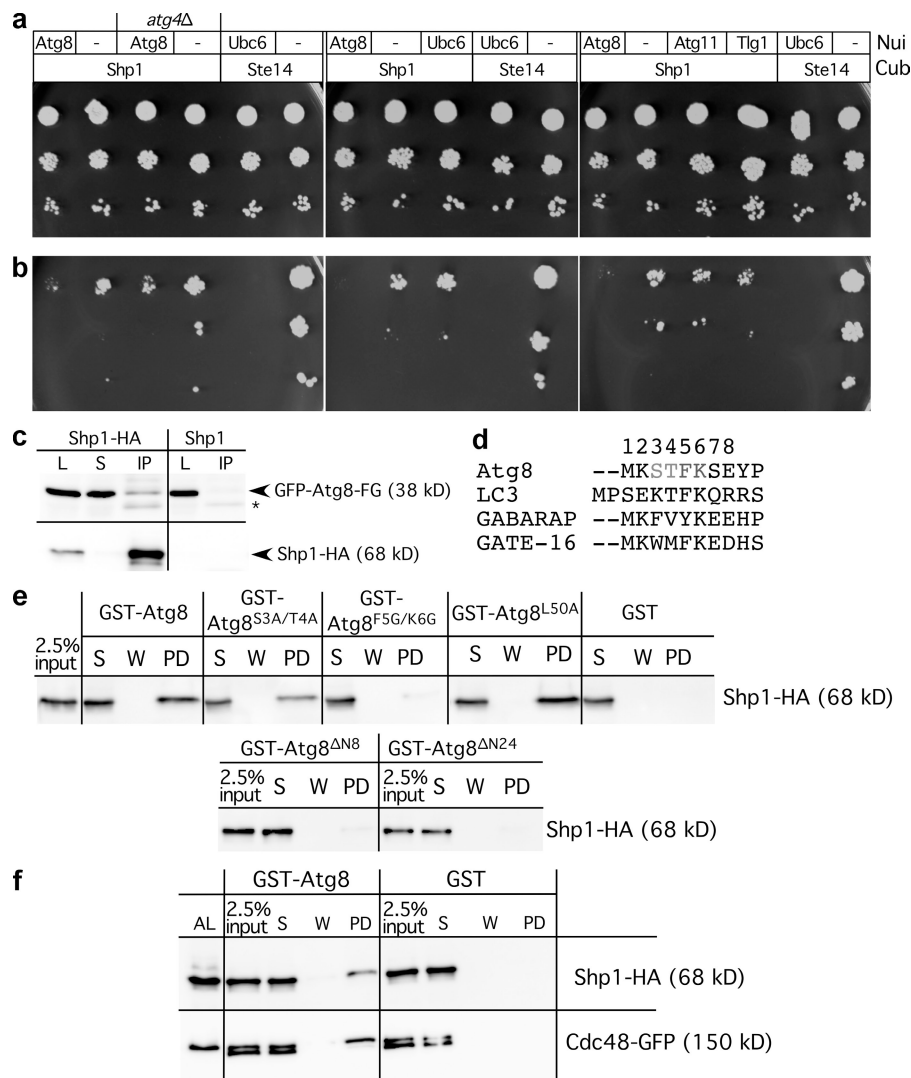 a
atg4Δ
Atg8 - Atg8 - Ubc6 - Atg8 - Ubc6 Ubc6 - Atg8 - Atg11 Tlg1 Ubc6 - Nui
Shp1 Ste14 Shp1 Ste14 Shp1 Ste14 Cub
b
c
Shp1-HA Shp1
L S IP L IP
GFP-Atg8-FG (38 kD)
*
Shp1-HA (68 kD)
d
12345678
Atg8 --MKSTFKSEYP
LC3 MPSEKTFKQRRS
GABARAP --MKFVYKEEHP
GATE-16 --MKWMFKEDHS
e
2.5% input
GST-Atg8 GST-Atg8S3A/T4A GST-Atg8F5G/K6G GST-Atg8L50A GST
S W PD S W PD S W PD S W PD S W PD
Shp1-HA (68 kD)
GST-Atg8ΔN8 GST-Atg8ΔN24
2.5% input S W PD 2.5% input S W PD
Shp1-HA (68 kD)
f
GST-Atg8 GST
AL 2.5% input S W PD 2.5% input S W PD
Shp1-HA (68 kD)
Cdc48-GFP (150 kD)